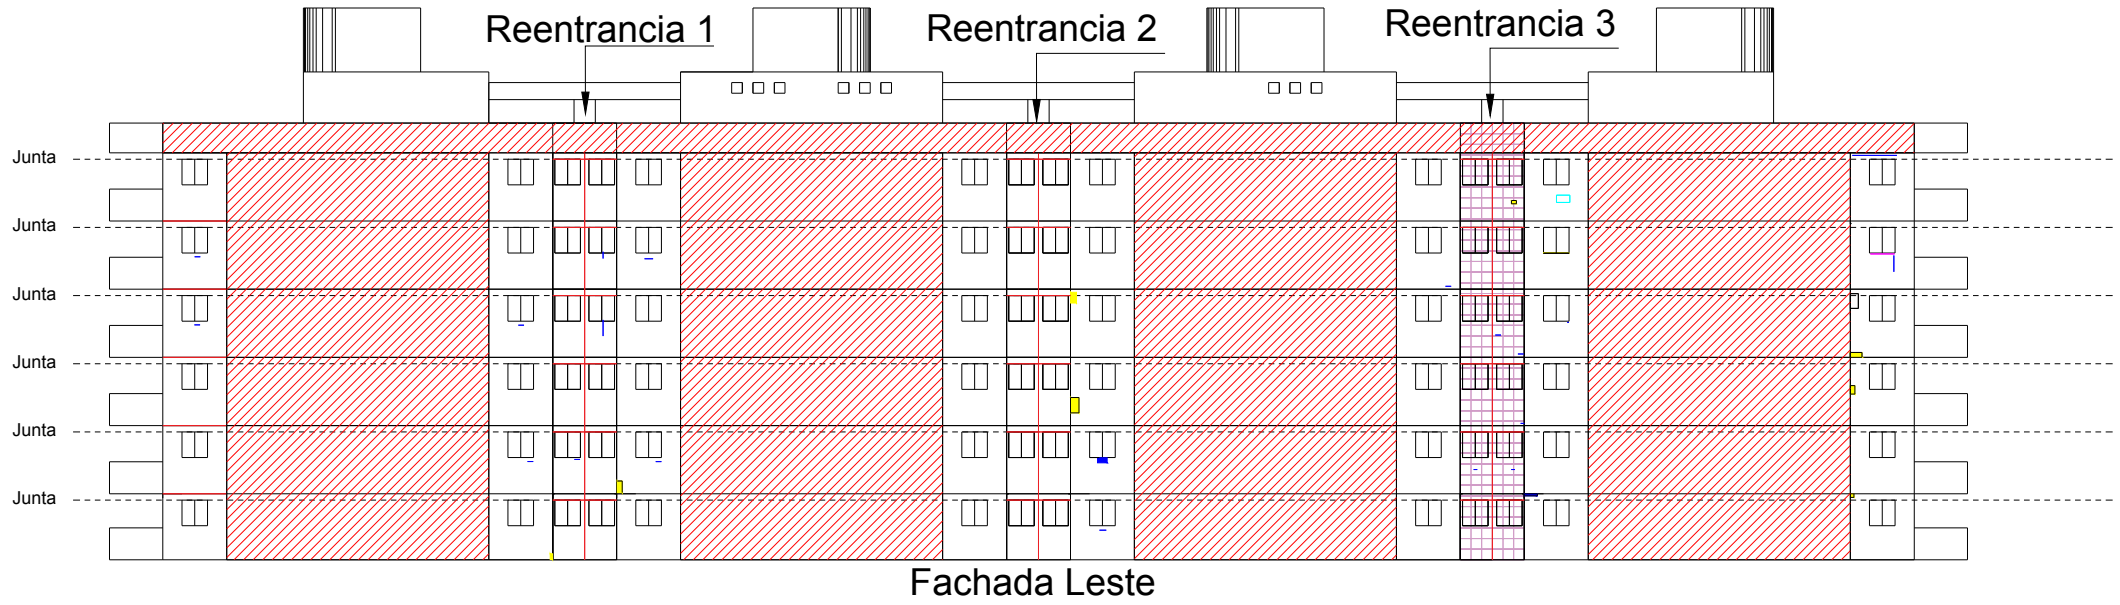 Reentrancia 1
Reentrancia 2
Reentrancia 3
Junta
Junta
Junta
Junta
Junta
Junta
Fachada Leste